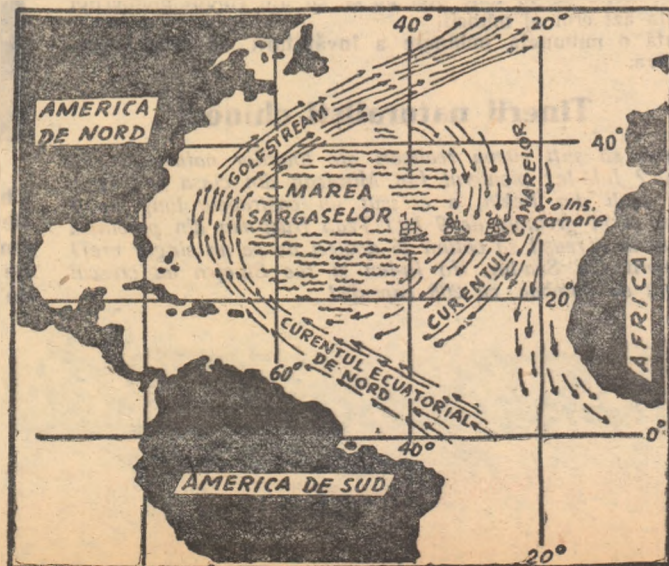 40°
20°
AMERICA
DE NORD
GOLFSTREAM
40°
MAREA
SARGASELOR
CURENTUL CANARELOR
Ins.
Canare
20°
AFRICA
60°
CURENTUL ECUATORIAL
DE NORD
40°
0°
AMERICA DE SUD
20°